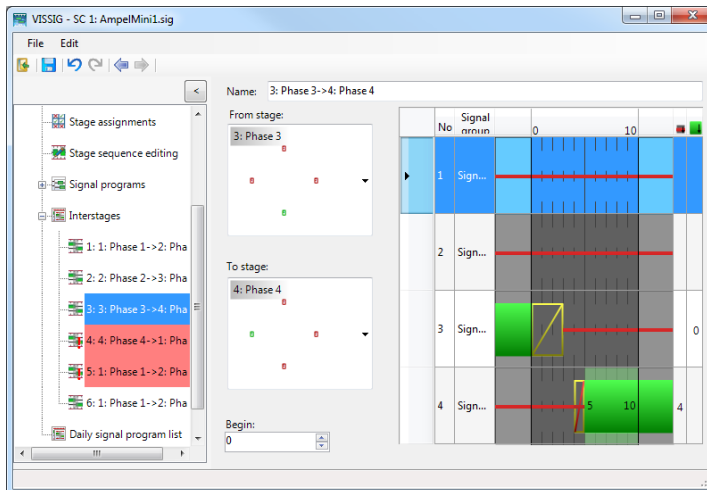 VISSIG - SC 1: AmpelMini1.sig
File Edit
<
Name: 3: Phase 3->4: Phase 4
Stage assignments
Stage sequence editing
Signal programs
Interstages
1: 1: Phase 1->2: Pha
2: 2: Phase 2->3: Pha
3: 3: Phase 3->4: Pha
4: 4: Phase 4->1: Pha
5: 1: Phase 1->2: Pha
6: 1: Phase 1->2: Pha
Daily signal program list
From stage:
3: Phase 3
To stage:
4: Phase 4
Begin:
0
No Signal group 0 10
1 Sign...
2 Sign...
3 Sign... 0
4 Sign... 5 10 4